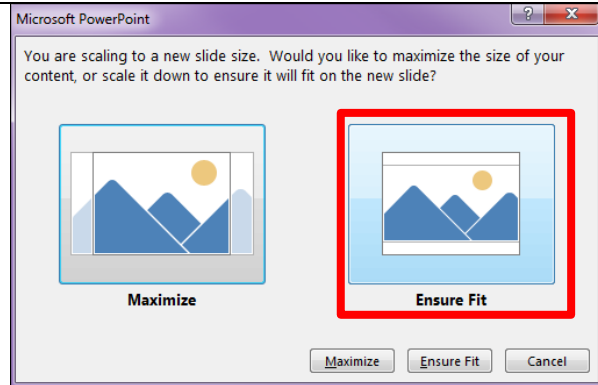 Microsoft PowerPoint
?
X
You are scaling to a new slide size. Would you like to maximize the size of your
content, or scale it down to ensure it will fit on the new slide?
Maximize
Ensure Fit
Maximize
Ensure Fit
Cancel